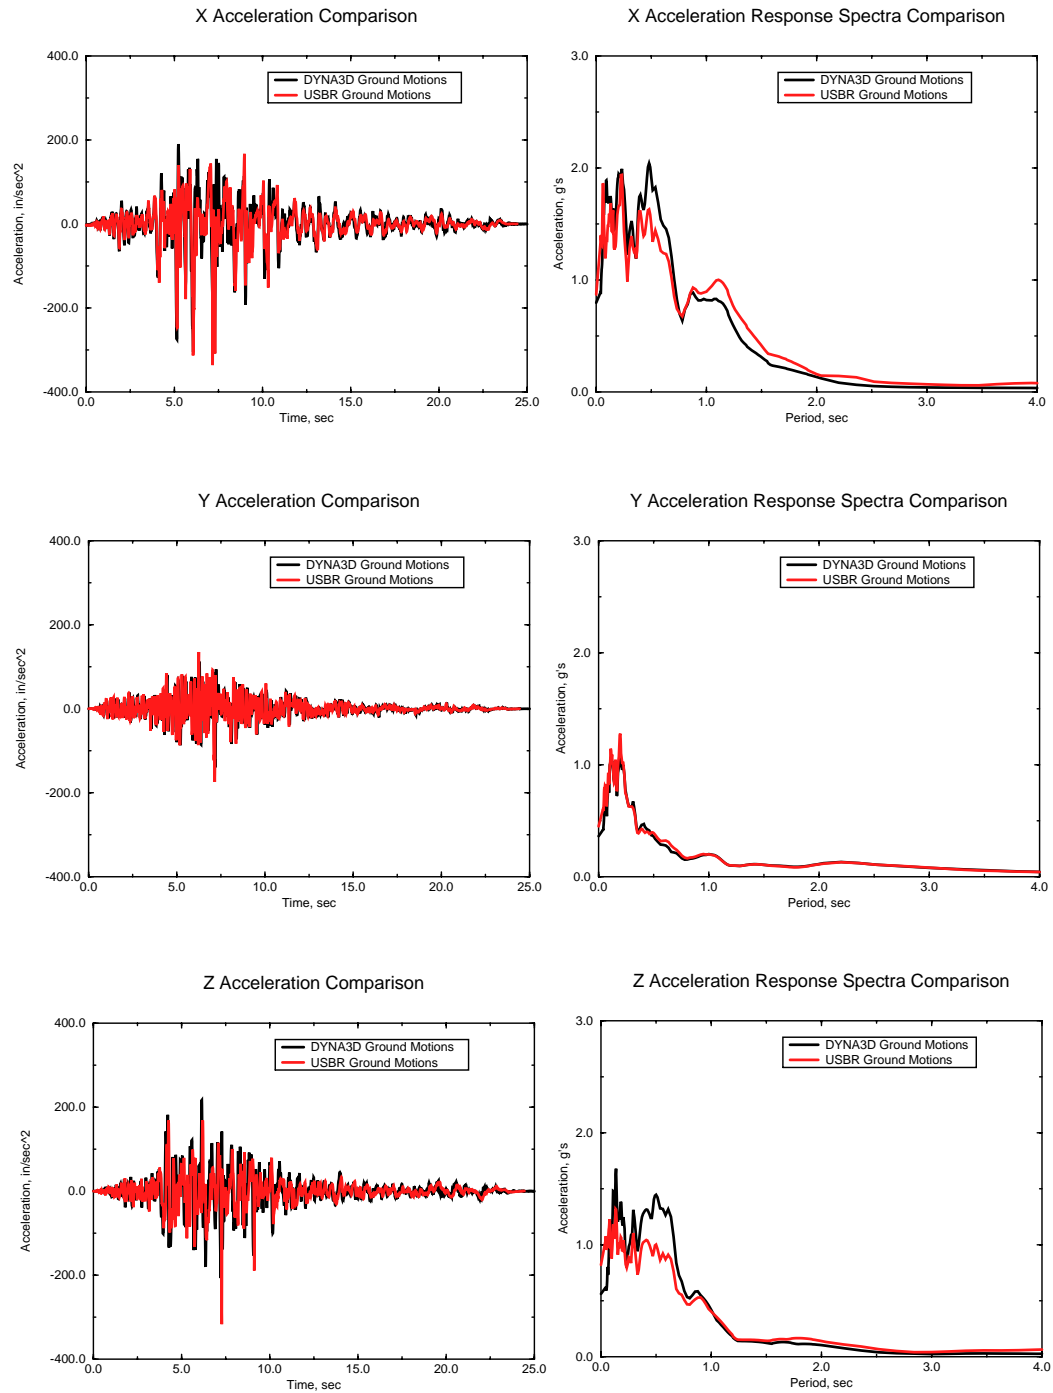 X Acceleration Comparison
400.0
200.0
0.0
-200.0
-400.0
Acceleration, in/sec^2
DYNA3D Ground Motions
USBR Ground Motions
0.0 5.0 10.0 15.0 20.0 25.0
Time, sec
X Acceleration Response Spectra Comparison
3.0
2.0
1.0
0.0
Acceleration, g's
DYNA3D Ground Motions
USBR Ground Motions
0.0 1.0 2.0 3.0 4.0
Period, sec
Y Acceleration Comparison
400.0
200.0
0.0
-200.0
-400.0
Acceleration, in/sec^2
DYNA3D Ground Motions
USBR Ground Motions
0.0 5.0 10.0 15.0 20.0 25.0
Time, sec
Y Acceleration Response Spectra Comparison
3.0
2.0
1.0
0.0
Acceleration, g's
DYNA3D Ground Motions
USBR Ground Motions
0.0 1.0 2.0 3.0 4.0
Period, sec
Z Acceleration Comparison
400.0
200.0
0.0
-200.0
-400.0
Acceleration, in/sec^2
DYNA3D Ground Motions
USBR Ground Motions
0.0 5.0 10.0 15.0 20.0 25.0
Time, sec
Z Acceleration Response Spectra Comparison
3.0
2.0
1.0
0.0
Acceleration, g's
DYNA3D Ground Motions
USBR Ground Motions
0.0 1.0 2.0 3.0 4.0
Period, sec